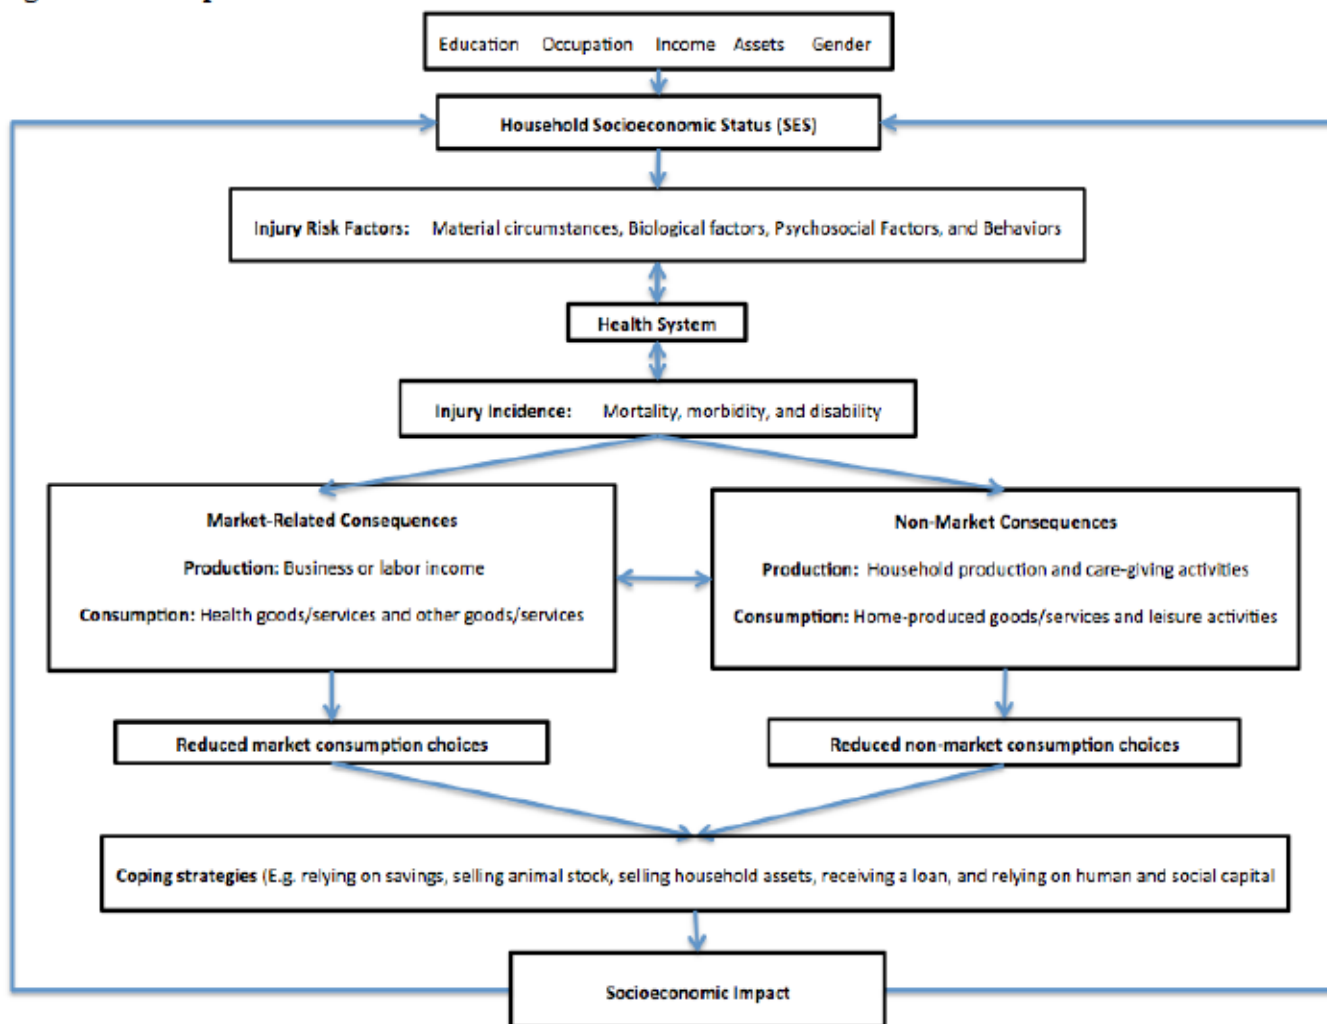 Education Occupation Income Assets Gender
Household Socioeconomic Status (SES)
Injury Risk Factors: Material circumstances, Biological factors, Psychosocial Factors, and Behaviors
Health System
Injury Incidence: Mortality, morbidity, and disability
Market-Related Consequences
Production: Business or labor income
Consumption: Health goods/services and other goods/services
Non-Market Consequences
Production: Household production and care-giving activities
Consumption: Home-produced goods/services and leisure activities
Reduced market consumption choices
Reduced non-market consumption choices
Coping strategies (E.g. relying on savings, selling animal stock, selling household assets, receiving a loan, and relying on human and social capital
Socioeconomic Impact